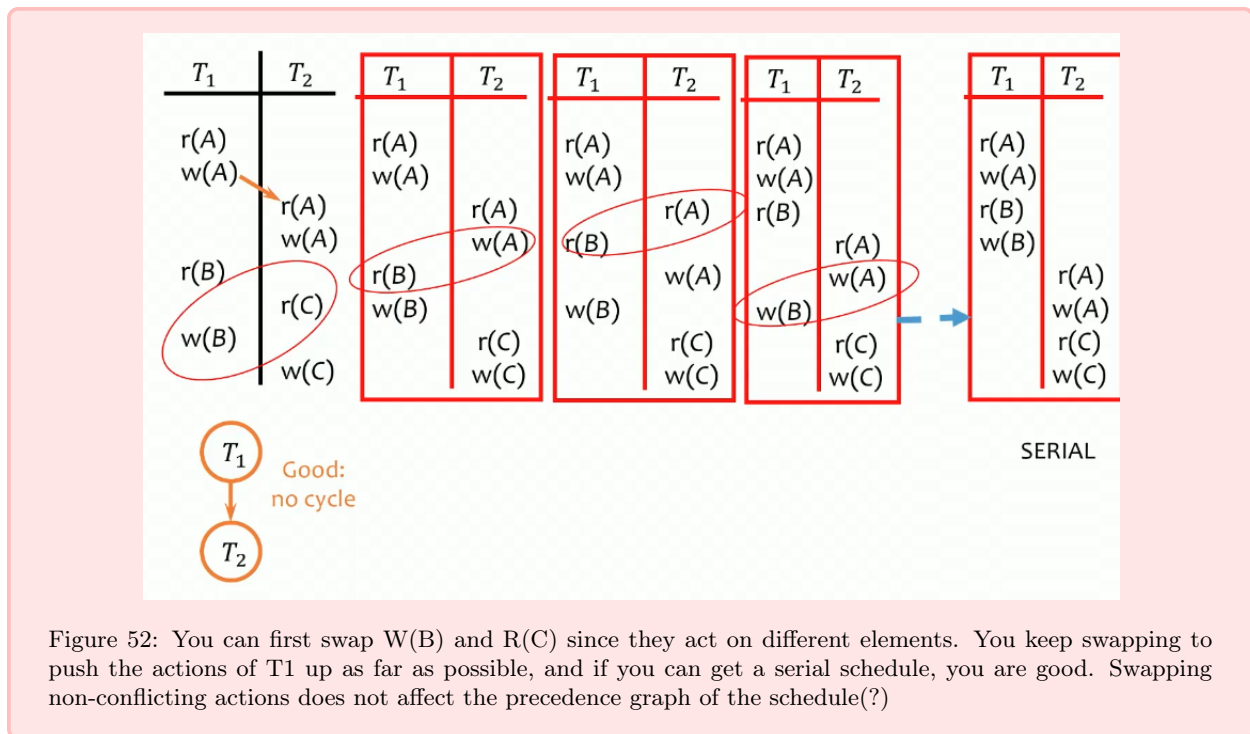 T₁ T₂ T₁ T₂ T₁ T₂ T₁ T₂ T₁ T₂
r(A) r(A) r(A) r(A) r(A)
w(A) w(A) w(A) w(A) w(A)
r(A) r(A) r(A) r(B) r(B)
w(A) w(A) r(B) r(A) w(B)
r(B) r(B) w(A) w(A) r(A)
r(C) w(B) w(B) w(B) w(A)
w(B) r(C) r(C) r(C) r(C)
w(C) w(C) w(C) w(C) w(C)
T₁
Good:
no cycle
T₂
SERIAL
Figure 52: You can first swap W(B) and R(C) since they act on different elements. You keep swapping to
push the actions of T1 up as far as possible, and if you can get a serial schedule, you are good. Swapping
non-conflicting actions does not affect the precedence graph of the schedule(?)